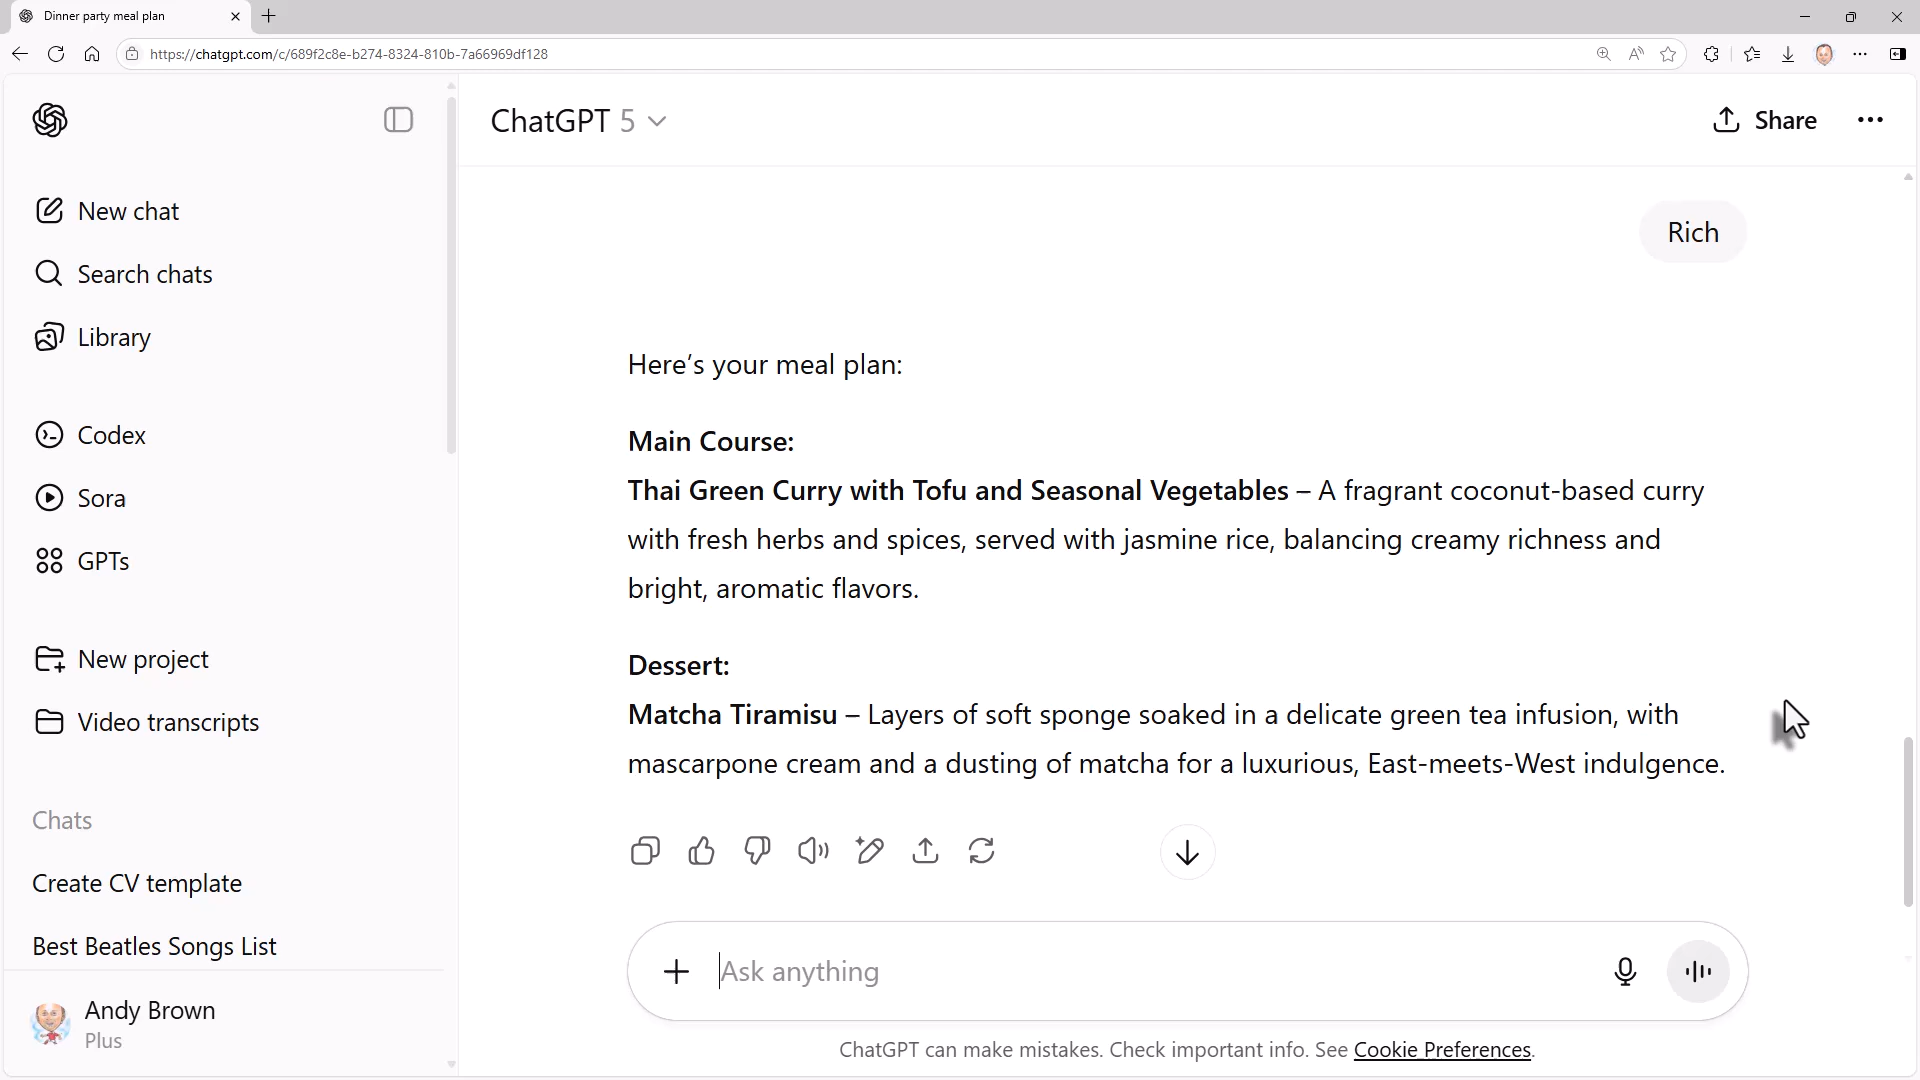 Dinner party meal plan
https://chatgpt.com/c/689f2c8e-b274-8324-810b-7a66969df128
ChatGPT 5
Share
New chat
Search chats
Library
Codex
Sora
GPTs
New project
Video transcripts
Chats
Create CV template
Best Beatles Songs List
Andy Brown
Plus
Rich
Here’s your meal plan:
Main Course:
Thai Green Curry with Tofu and Seasonal Vegetables – A fragrant coconut-based curry
with fresh herbs and spices, served with jasmine rice, balancing creamy richness and
bright, aromatic flavors.
Dessert:
Matcha Tiramisu – Layers of soft sponge soaked in a delicate green tea infusion, with
mascarpone cream and a dusting of matcha for a luxurious, East-meets-West indulgence.
Ask anything
ChatGPT can make mistakes. Check important info. See Cookie Preferences.